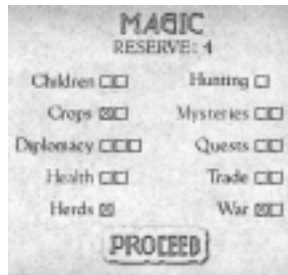 MAGIC
RESERVE: 4
Children Hunting
Crops Mysteries
Diplomacy Quests
Health Trade
Herds War
PROCEED